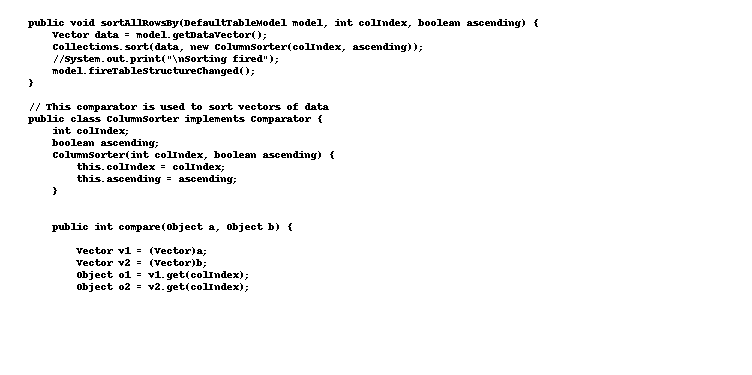 public void sortAllRowsBy(DefaultTableModel model, int colIndex, boolean ascending) {
    Vector data = model.getDataVector();
    Collections.sort(data, new ColumnSorter(colIndex, ascending));
    //System.out.print("\nSorting fired");
    model.fireTableStructureChanged();
}
// This comparator is used to sort vectors of data
public class ColumnSorter implements Comparator {
    int colIndex;
    boolean ascending;
    ColumnSorter(int colIndex, boolean ascending) {
        this.colIndex = colIndex;
        this.ascending = ascending;
    }
    public int compare(Object a, Object b) {
        Vector v1 = (Vector)a;
        Vector v2 = (Vector)b;
        Object o1 = v1.get(colIndex);
        Object o2 = v2.get(colIndex);